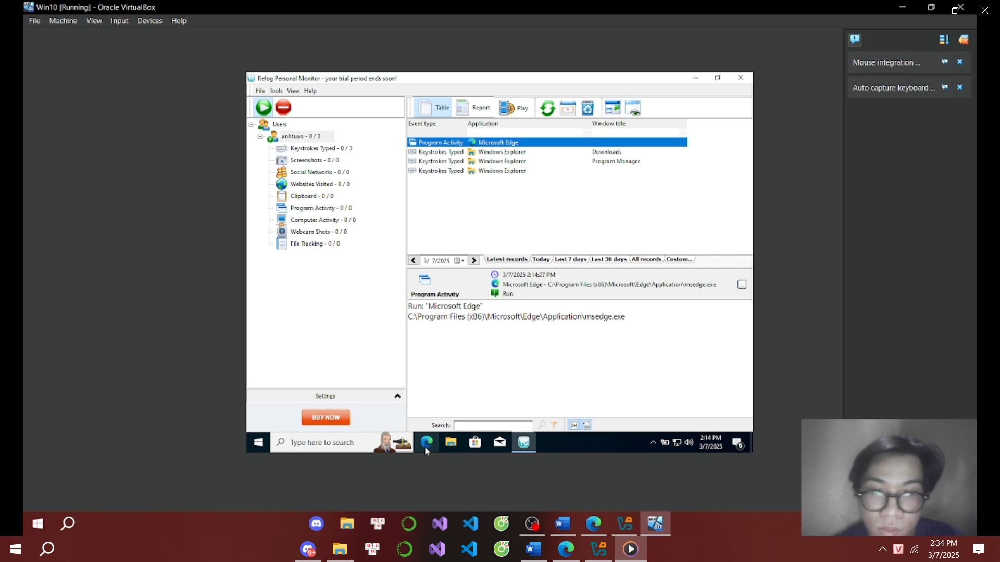 Win10 [Running] - Oracle VirtualBox
File Machine View Input Devices Help
Mouse integration ...
Auto capture keyboard ...
Refog Personal Monitor - your trial period ends soon!
File Tools View Help
Table Report Play
Users
anhtuan - 0 / 3
Keystrokes Typed - 0 / 3
Screenshots - 0 / 0
Social Networks - 0 / 0
Websites Visited - 0 / 0
Clipboard - 0 / 0
Program Activity - 0 / 0
Computer Activity - 0 / 0
Webcam Shots - 0 / 0
File Tracking - 0 / 0
Settings
BUY NOW
Event type Application Window title
Program Activity Microsoft Edge
Keystrokes Typed Windows Explorer Downloads
Keystrokes Typed Windows Explorer Program Manager
Keystrokes Typed Windows Explorer
3/ 7/2025 Latest records Today Last 7 days Last 30 days All records Custom...
3/7/2025 2:14:27 PM
Microsoft Edge - C:\Program Files (x86)\Microsoft\Edge\Application\msedge.exe
Program Activity Run
Run: "Microsoft Edge"
C:\Program Files (x86)\Microsoft\Edge\Application\msedge.exe
Search:
Type here to search
2:14 PM
3/7/2025
6
9+
2:34 PM
3/7/2025